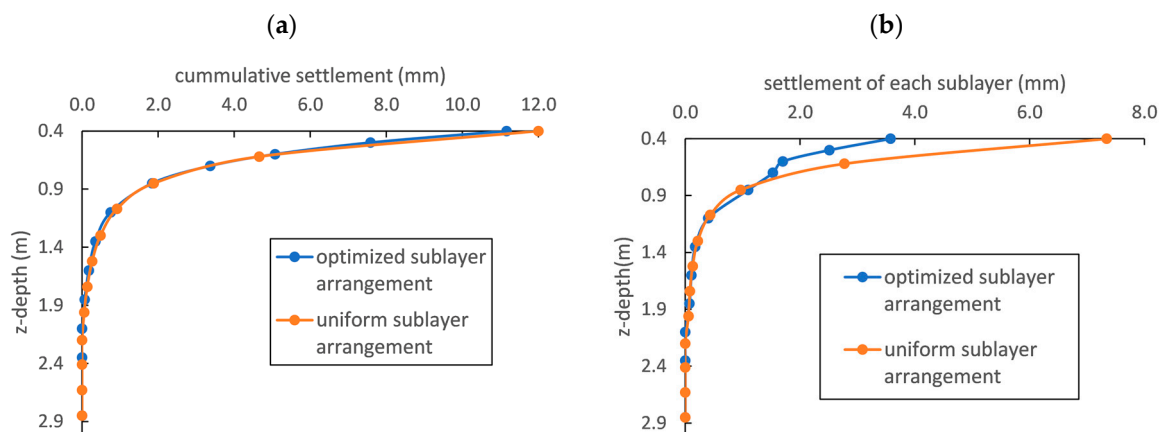 (a)
cummulative settlement (mm)
0.0 2.0 4.0 6.0 8.0 10.0 12.0
0.4
0.9
1.4
1.9
2.4
2.9
z-depth (m)
optimized sublayer
arrangement
uniform sublayer
arrangement
(b)
settlement of each sublayer (mm)
0.0 2.0 4.0 6.0 8.0
0.4
0.9
1.4
1.9
2.4
2.9
z-depth(m)
optimized sublayer
arrangement
uniform sublayer
arrangement